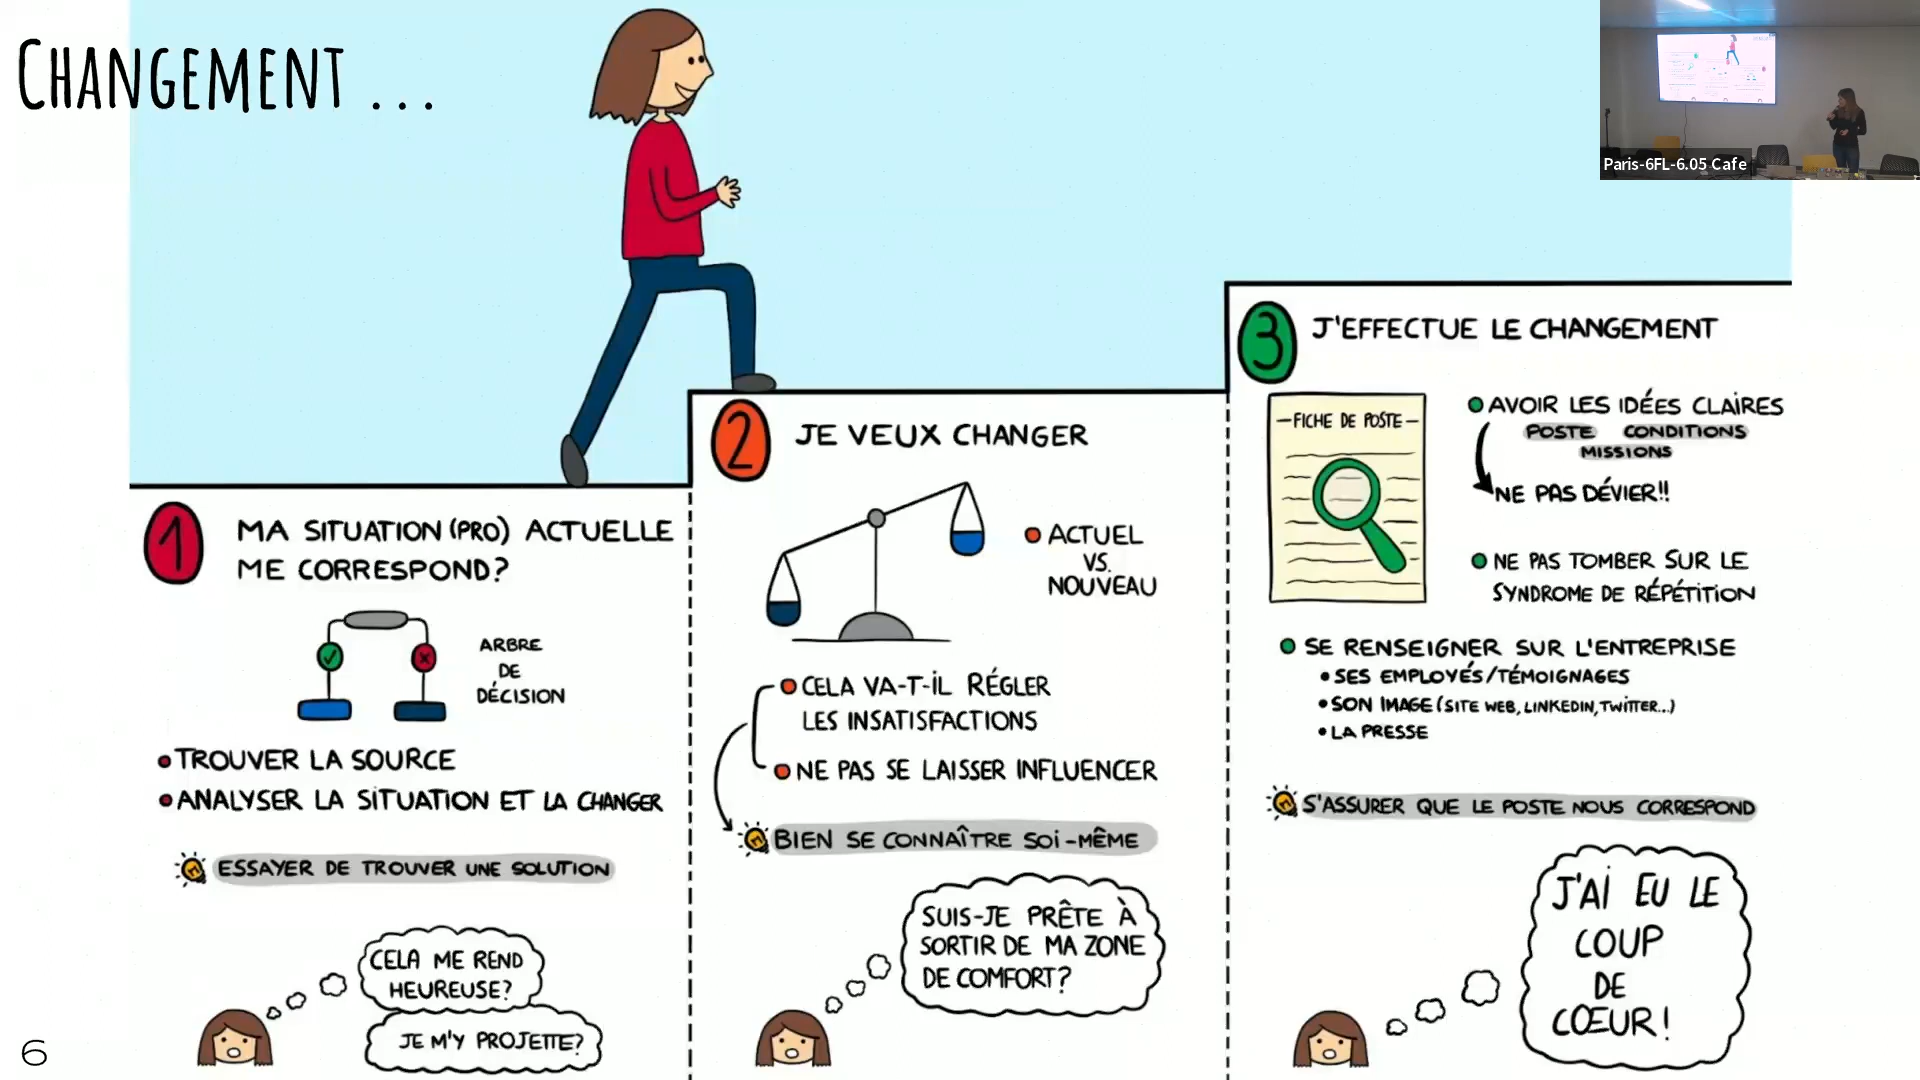 CHANGEMENT ...
Paris-6FL-6.05 Cafe
1
MA SITUATION (PRO) ACTUELLE
ME CORRESPOND?
ARBRE
DE
DÉCISION
TROUVER LA SOURCE
ANALYSER LA SITUATION ET LA CHANGER
ESSAYER DE TROUVER UNE SOLUTION
CELA ME REND
HEUREUSE?
JE M'Y PROJETTE?
2
JE VEUX CHANGER
ACTUEL
VS.
NOUVEAU
CELA VA-T-IL RÉGLER
LES INSATISFACTIONS
NE PAS SE LAISSER INFLUENCER
BIEN SE CONNAÎTRE SOI-MÊME
SUIS-JE PRÊTE À
SORTIR DE MA ZONE
DE COMFORT?
3
J'EFFECTUE LE CHANGEMENT
-FICHE DE POSTE-
AVOIR LES IDÉES CLAIRES
POSTE CONDITIONS
MISSIONS
NE PAS DÉVIER!!
NE PAS TOMBER SUR LE
SYNDROME DE RÉPÉTITION
SE RENSEIGNER SUR L'ENTREPRISE
• SES EMPLOYÉS/TÉMOIGNAGES
• SON IMAGE (SITE WEB, LINKEDIN, TWITTER...)
• LA PRESSE
S'ASSURER QUE LE POSTE NOUS CORRESPOND
J'AI EU LE
COUP
DE
CŒUR!
6